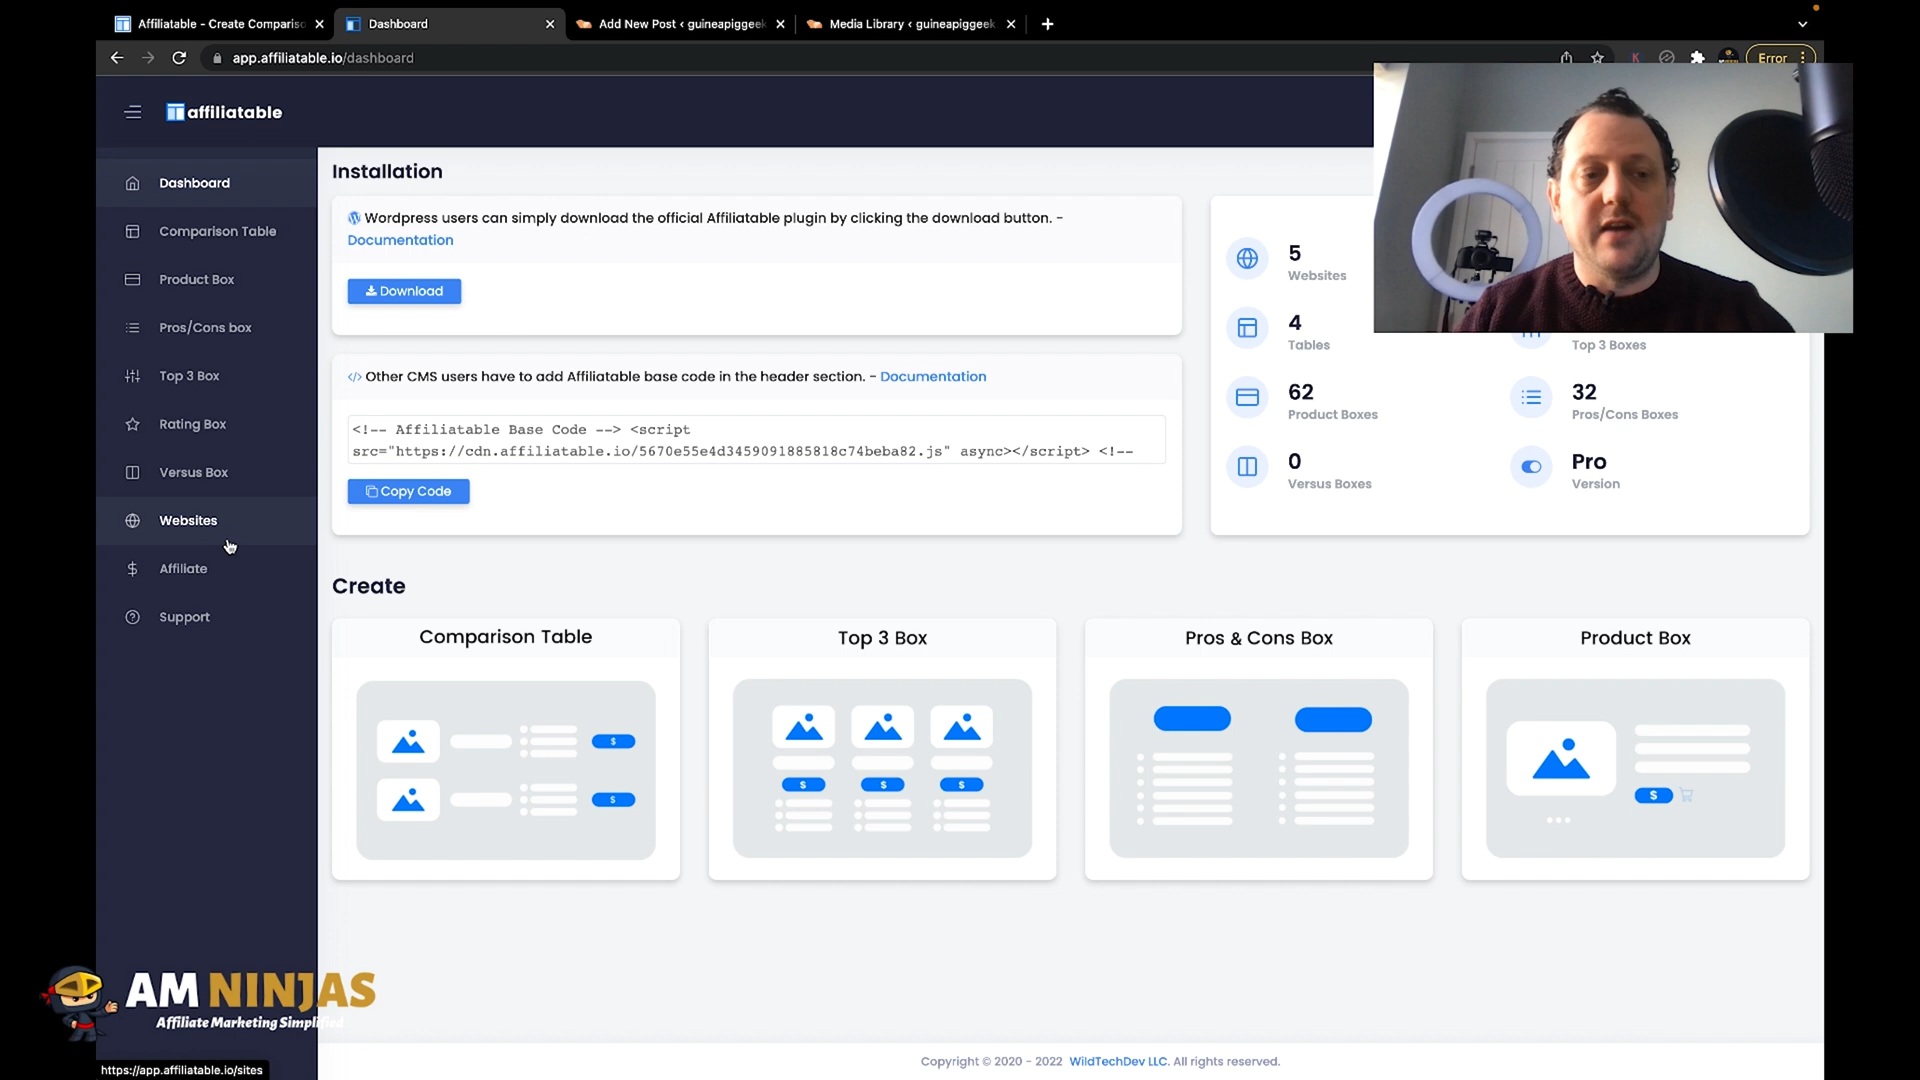 Affiliatable - Create Compariso
Dashboard
Add New Post ‹ guineapiggeek
Media Library ‹ guineapiggeek
app.affiliatable.io/dashboard
Error
affiliatable
Dashboard
Comparison Table
Product Box
Pros/Cons box
Top 3 Box
Rating Box
Versus Box
Websites
Affiliate
Support
Installation
Wordpress users can simply download the official Affiliatable plugin by clicking the download button. -
Documentation
Download
Other CMS users have to add Affiliatable base code in the header section. - Documentation
<!-- Affiliatable Base Code --> <script
src="https://cdn.affiliatable.io/5670e55e4d3459091885818c74beba82.js" async></script> <!--
Copy Code
5
Websites
4
Tables
Top 3 Boxes
62
Product Boxes
32
Pros/Cons Boxes
0
Versus Boxes
Pro
Version
Create
Comparison Table
Top 3 Box
Pros & Cons Box
Product Box
$
$
$
$
$
$
AM NINJAS
Affiliate Marketing Simplified
Copyright © 2020 - 2022 WildTechDev LLC. All rights reserved.
https://app.affiliatable.io/sites